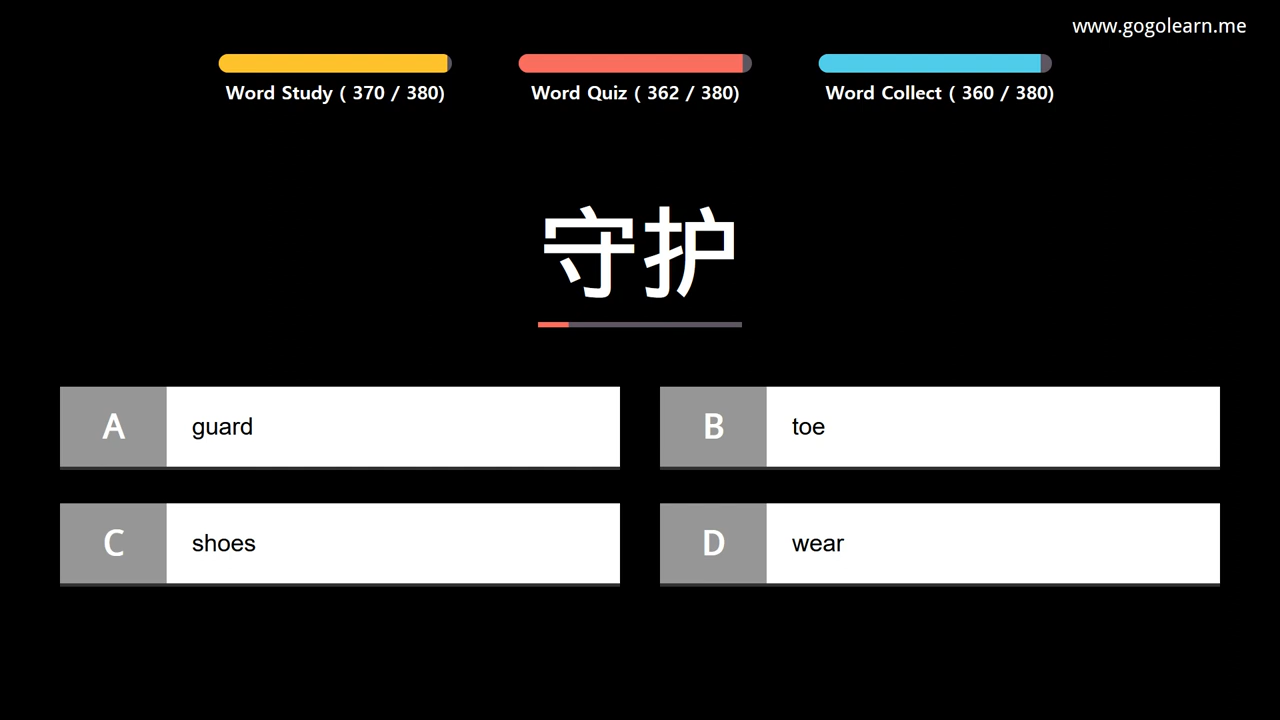 www.gogolearn.me
Word Study ( 370 / 380)
Word Quiz ( 362 / 380)
Word Collect ( 360 / 380)
守护
A guard
B toe
C shoes
D wear